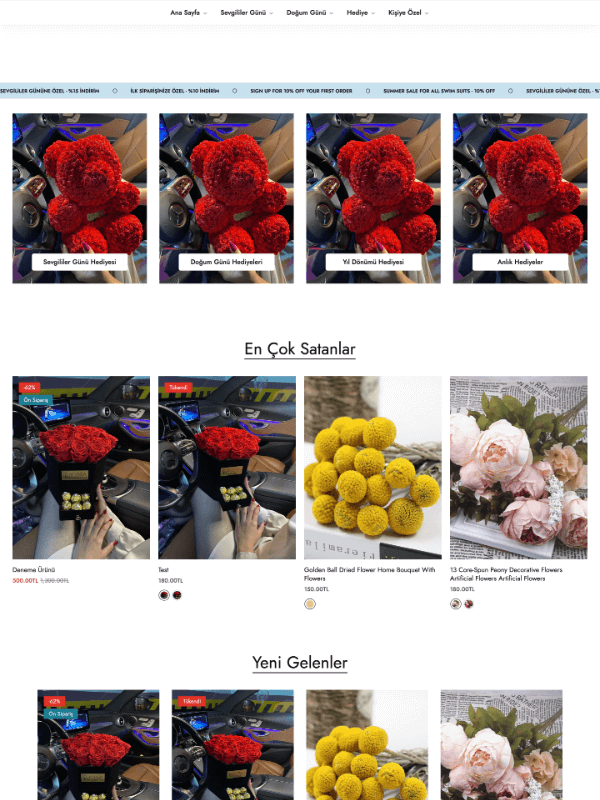 Ana Sayfa
Sevgililer Günü
Doğum Günü
Hediye
Kişiye Özel
SEVGİLİLER GÜNÜNE ÖZEL - %15 İNDİRİM
İLK SİPARİŞİNİZE ÖZEL - %10 İNDİRİM
SIGN UP FOR 10% OFF YOUR FIRST ORDER
SUMMER SALE FOR ALL SWIM SUITS - 10% OFF
SEVGİLİLER GÜNÜNE ÖZEL - %
Sevgililer Günü Hediyesi
Doğum Günü Hediyeleri
Yıl Dönümü Hediyesi
Anlık Hediyeler
En Çok Satanlar
-62%
Ön Sipariş
Tükendi
Deneme Ürünü
500.00TL 1,300.00TL
Test
180.00TL
Golden Ball Dried Flower Home Bouquet With
Flowers
150.00TL
13 Core-Spun Peony Decorative Flowers
Artificial Flowers Artificial Flowers
180.00TL
Yeni Gelenler
-62%
Ön Sipariş
Tükendi